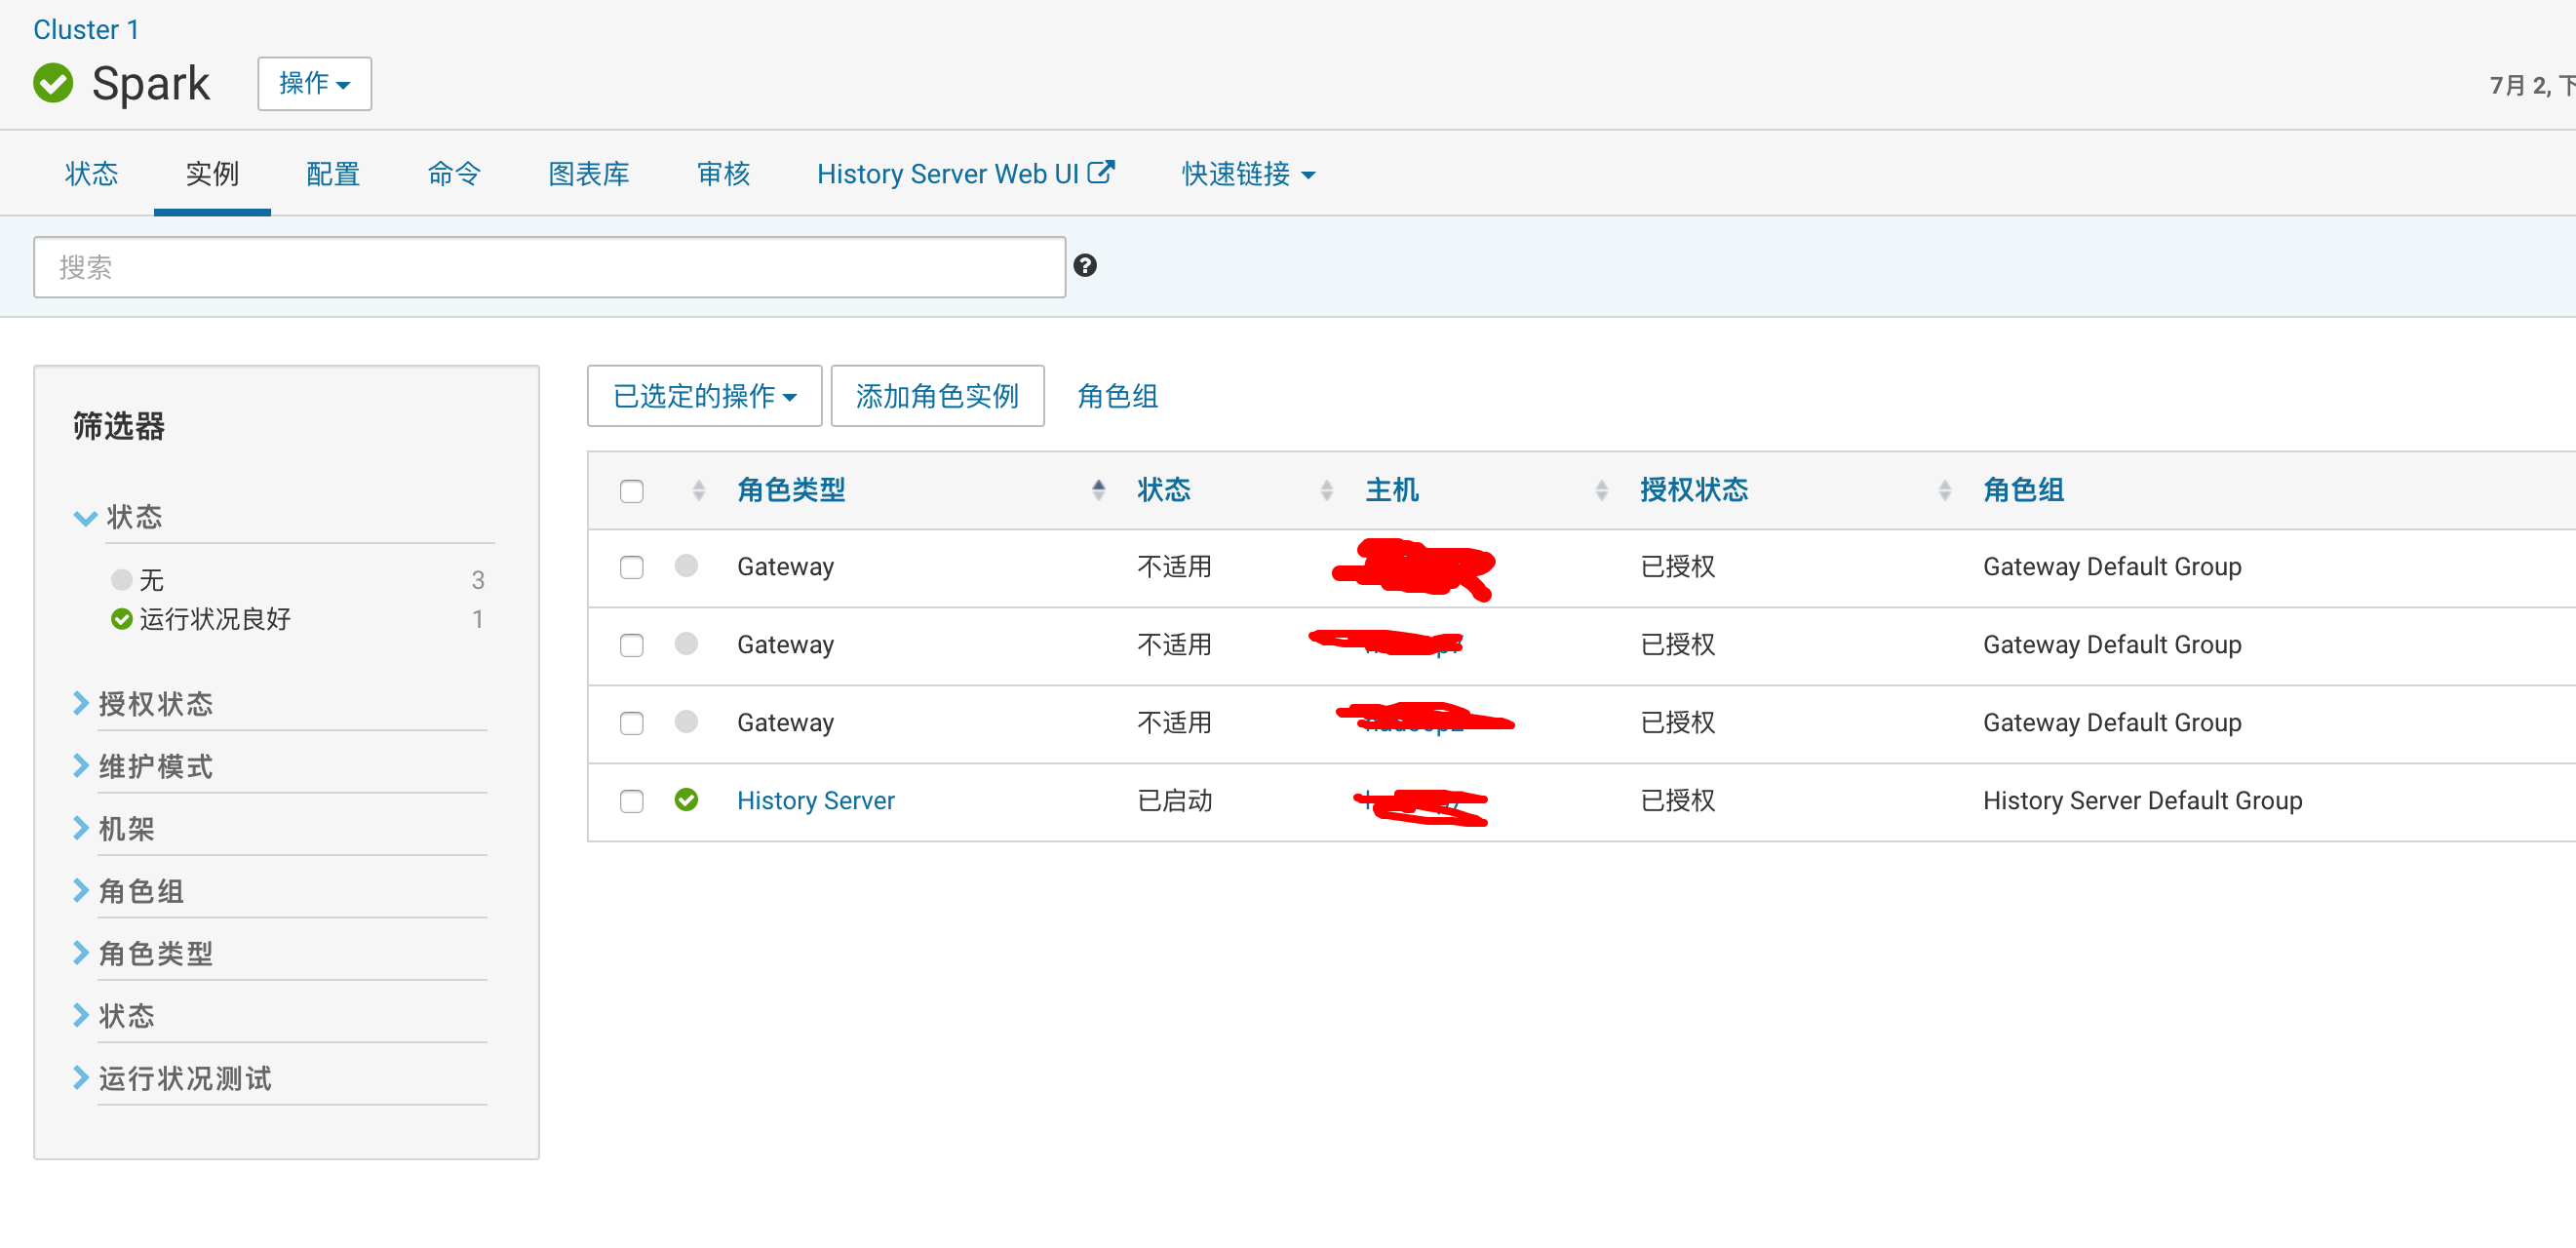 Cluster 1
Spark 操作
7月 2, 下
状态 实例 配置 命令 图表库 审核 History Server Web UI 快速链接
搜索
筛选器
状态
无 3
运行状况良好 1
授权状态
维护模式
机架
角色组
角色类型
状态
运行状况测试
已选定的操作 添加角色实例 角色组
角色类型 状态 主机 授权状态 角色组
Gateway 不适用 已授权 Gateway Default Group
Gateway 不适用 已授权 Gateway Default Group
Gateway 不适用 已授权 Gateway Default Group
History Server 已启动 已授权 History Server Default Group